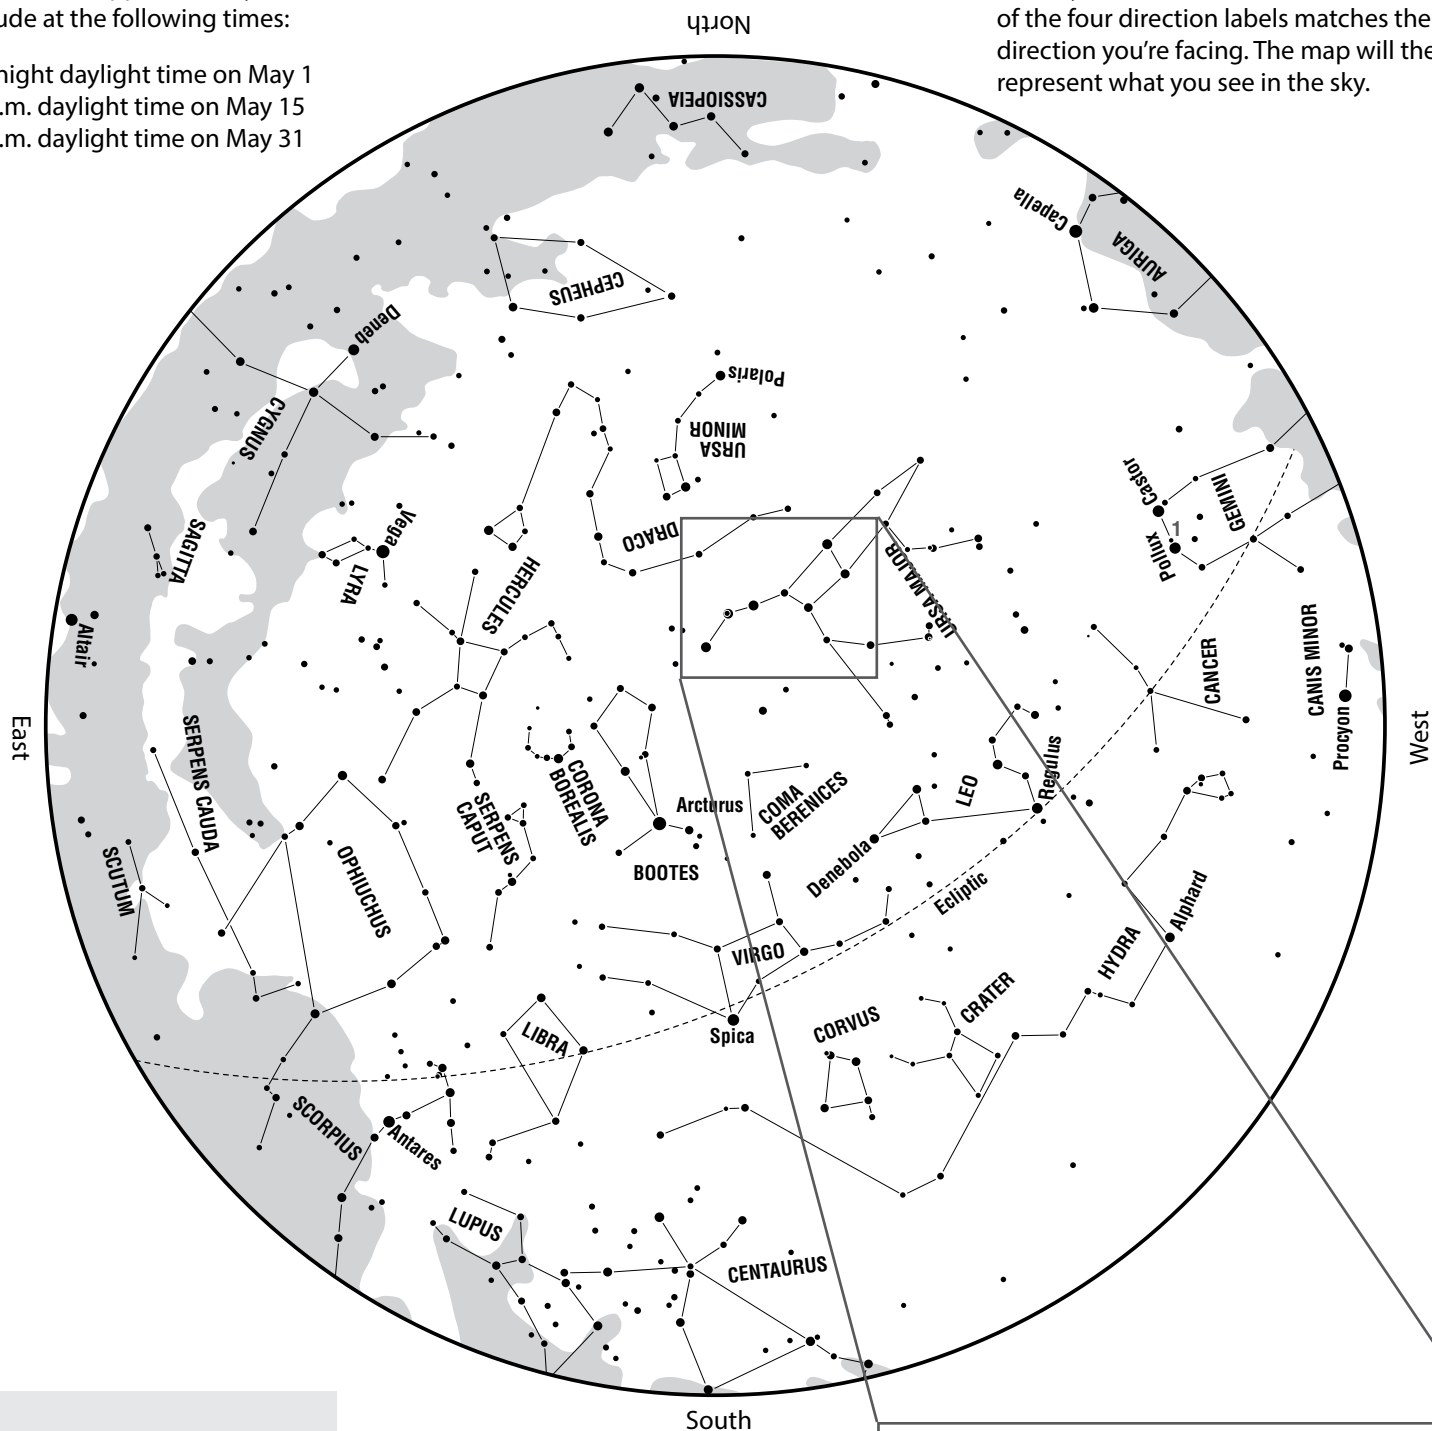 ude at the following times:
night daylight time on May 1
.m. daylight time on May 15
.m. daylight time on May 31
of the four direction labels matches the
direction you're facing. The map will the
represent what you see in the sky.
North
CASSIOPEIA
Capella
AURIGA
CEPHEUS
Deneb
Polaris
CYGNUS
URSA
MINOR
Castor
GEMINI
1
Pollux
SAGITTA
Vega
LYRA
DRACO
HERCULES
URSA MAJOR
Altair
CANCER
CANIS MINOR
Procyon
East
West
SERPENS CAUDA
CORONA
BOREALIS
SERPENS
CAPUT
Arcturus
COMA
BERENICES
LEO
Regulus
BOOTES
Denebola
SCUTUM
OPHIUCHUS
Ecliptic
Alphard
VIRGO
HYDRA
CRATER
CORVUS
Spica
LIBRA
SCORPIUS
Antares
LUPUS
CENTAURUS
South